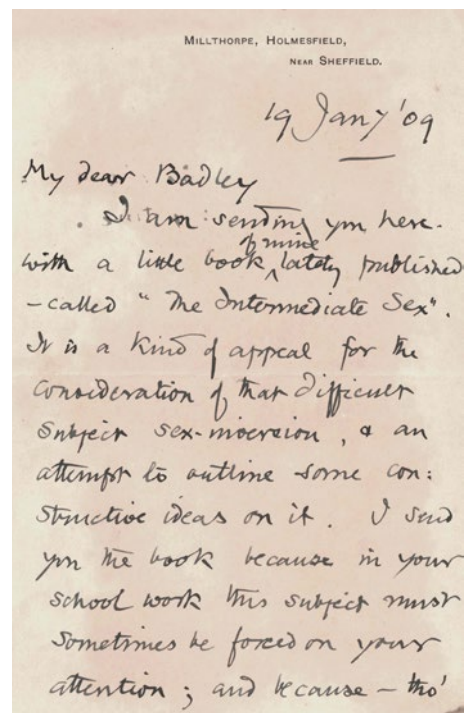 MILLTHORPE, HOLMESFIELD,
NEAR SHEFFIELD.
19 Jany '09
My dear Badley
I am sending you here-
of mine
with a little book lately published
- called "The Intermediate Sex".
It is a kind of appeal for the
consideration of that difficult
subject sex-inversion, & an
attempt to outline some con:
structive ideas on it. I send
you the book because in your
school work this subject must
sometimes be forced on your
attention; and because - tho'